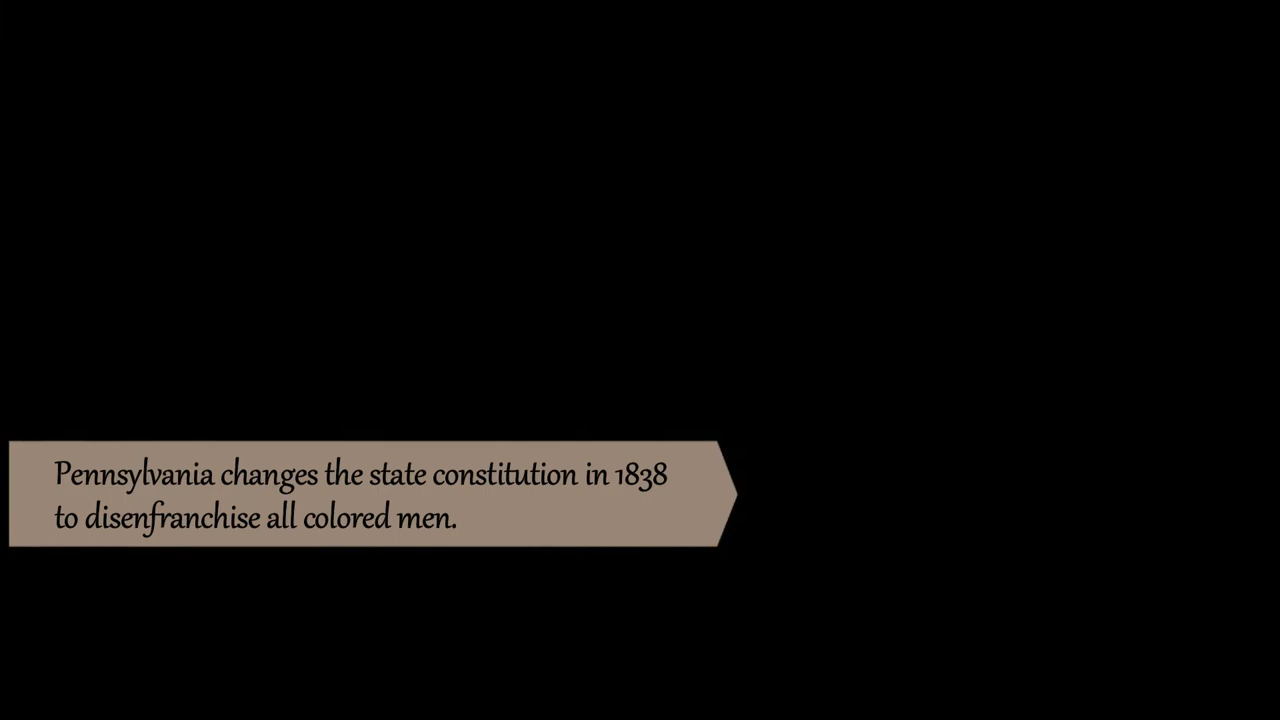 Pennsylvania changes the state constitution in 1838
to disenfranchise all colored men.